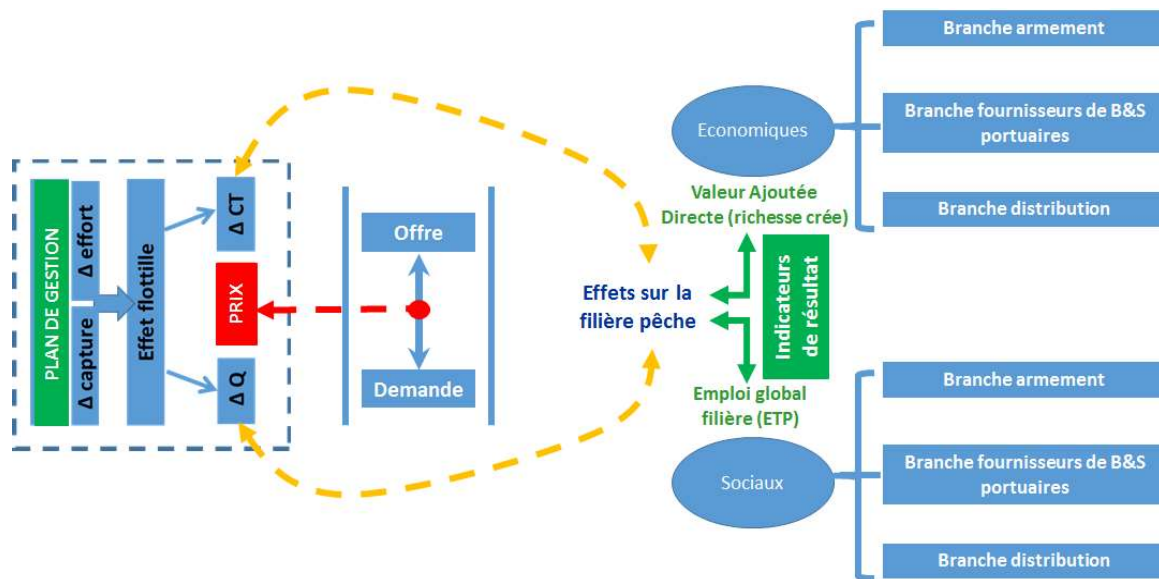 PLAN DE GESTION
Δ capture
Δ effort
Effet flottille
Δ CT
PRIX
Δ Q
Offre
Demande
Effets sur la
filière pêche
Economiques
Valeur Ajoutée
Directe (richesse crée)
Indicateurs
de résultat
Emploi global
filière (ETP)
Sociaux
Branche armement
Branche fournisseurs de B&S
portuaires
Branche distribution
Branche armement
Branche fournisseurs de B&S
portuaires
Branche distribution